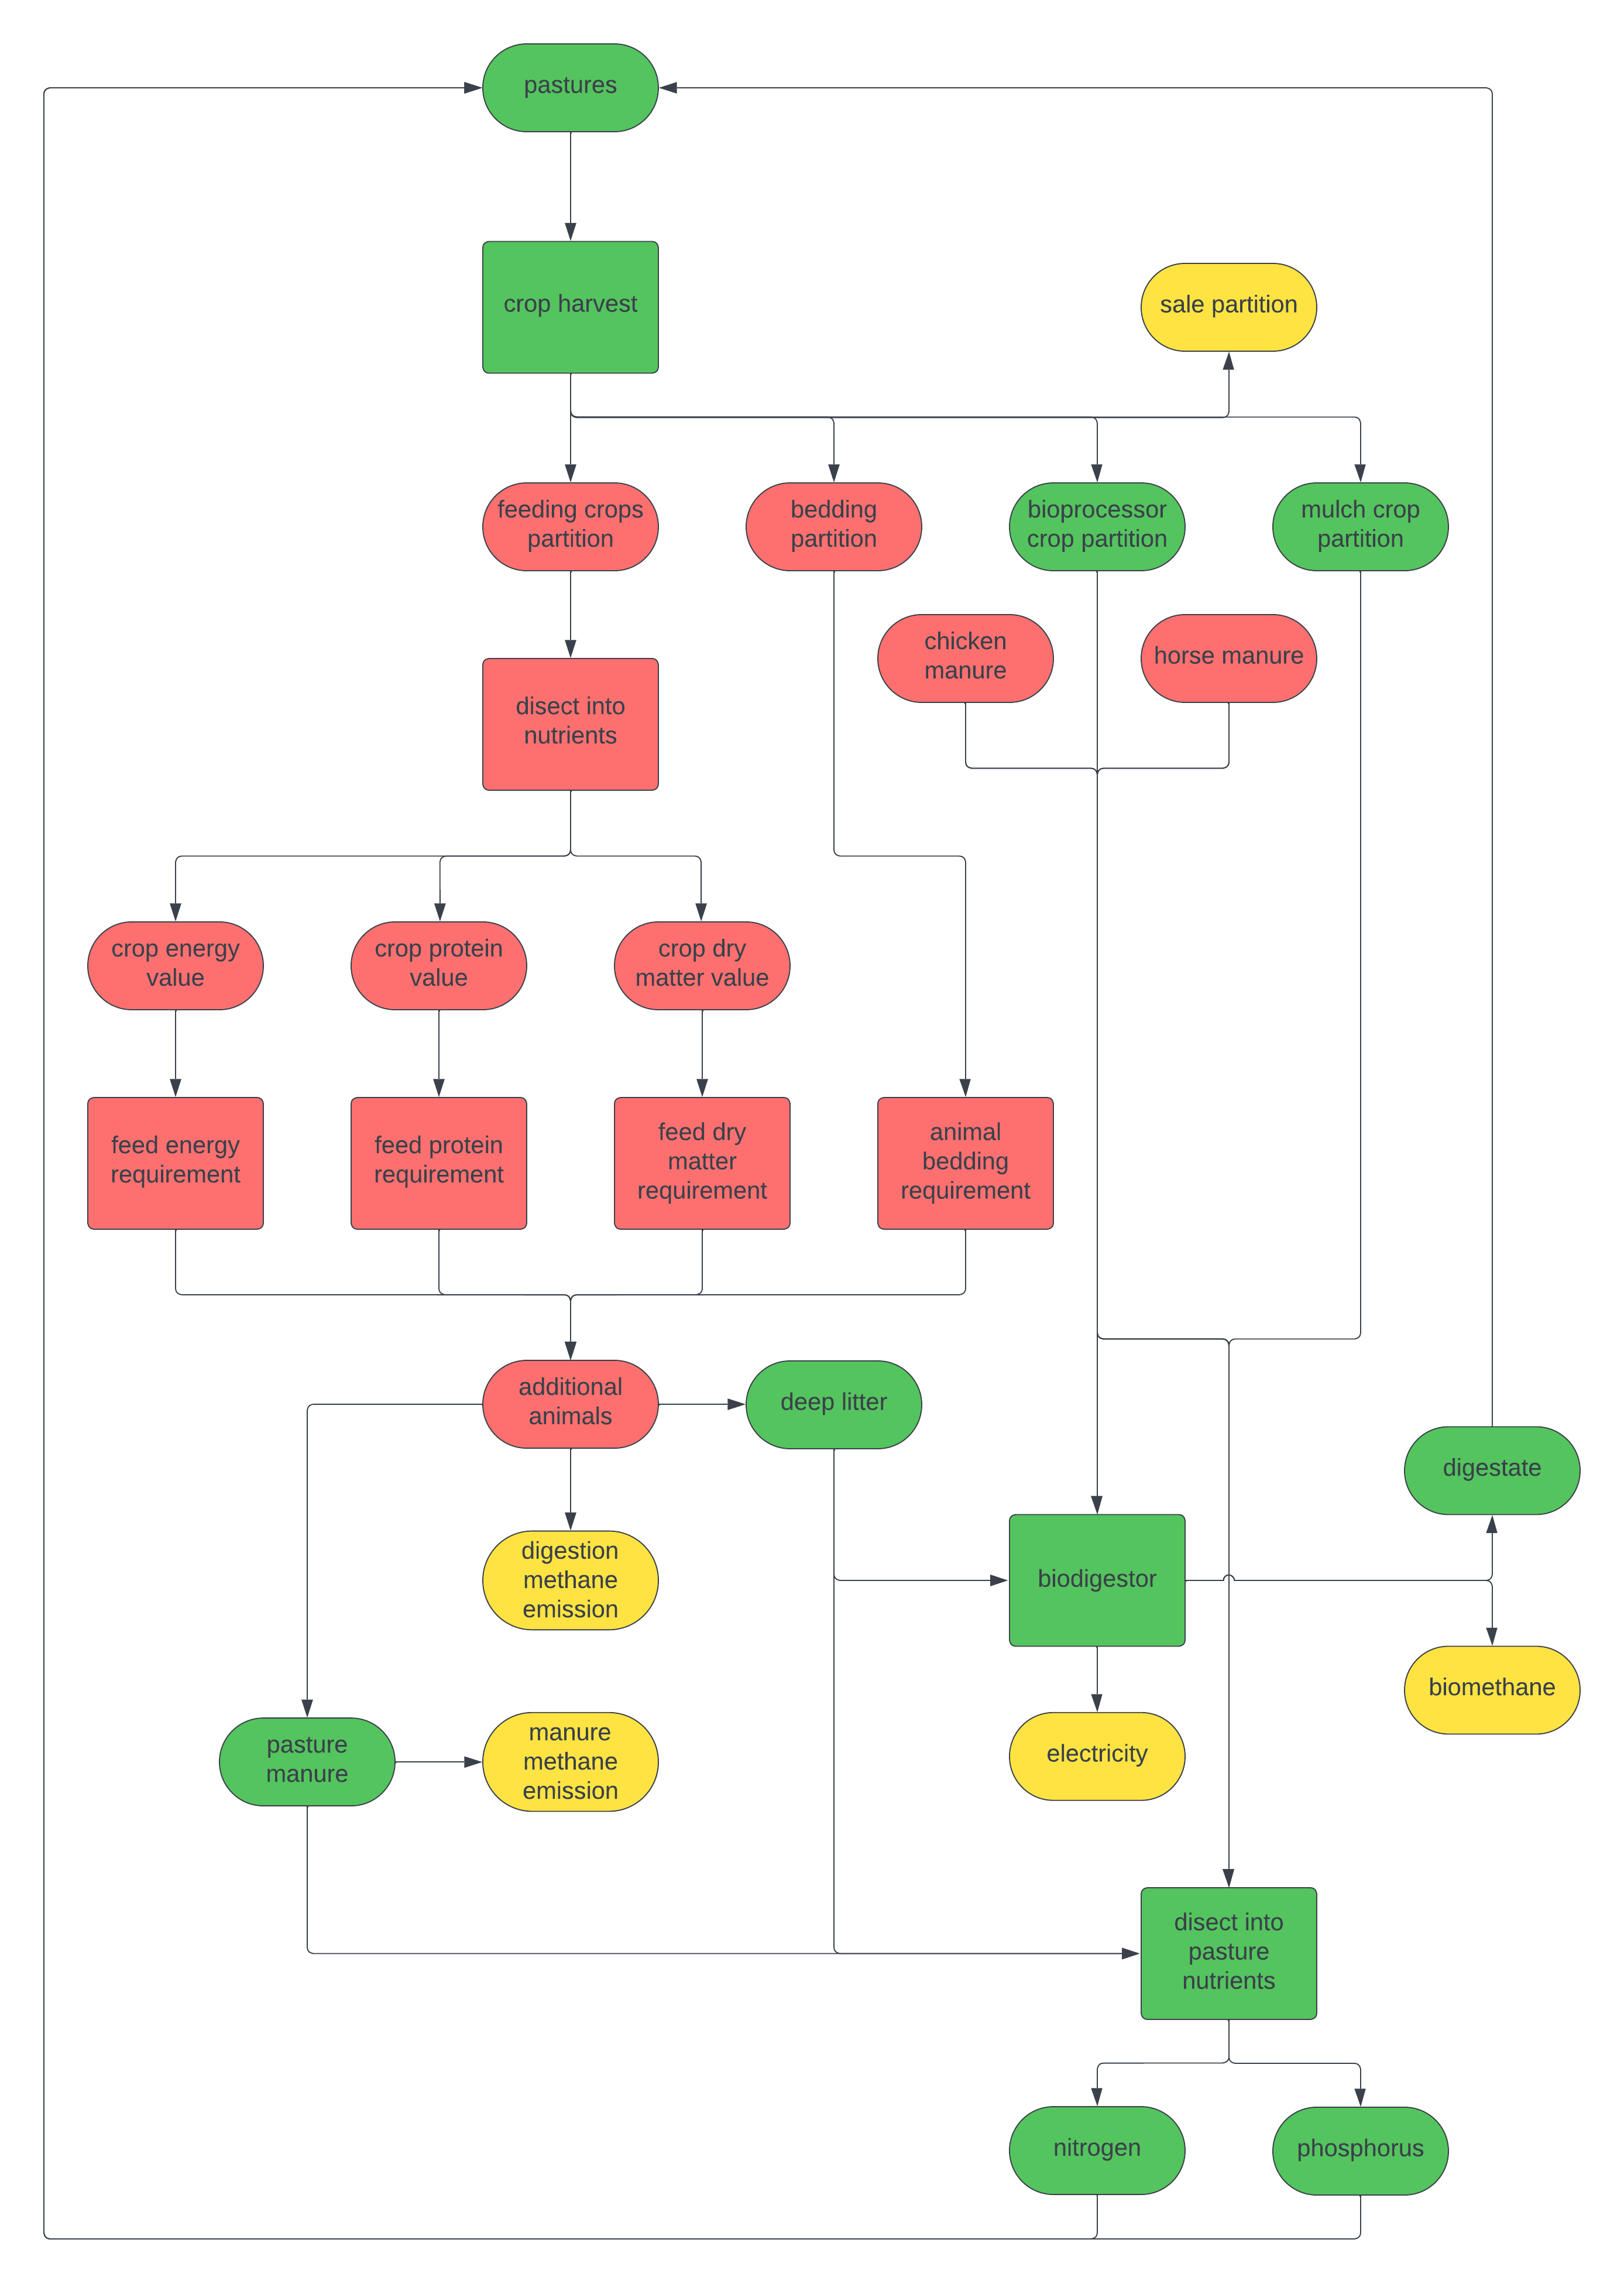 pastures
crop harvest
sale partition
feeding crops
partition
bedding
partition
bioprocessor
crop partition
mulch crop
partition
chicken
manure
horse manure
disect into
nutrients
crop energy
value
crop protein
value
crop dry
matter value
feed energy
requirement
feed protein
requirement
feed dry
matter
requirement
animal
bedding
requirement
additional
animals
deep litter
digestate
digestion
methane
emission
biodigestor
biomethane
pasture
manure
manure
methane
emission
electricity
disect into
pasture
nutrients
nitrogen
phosphorus